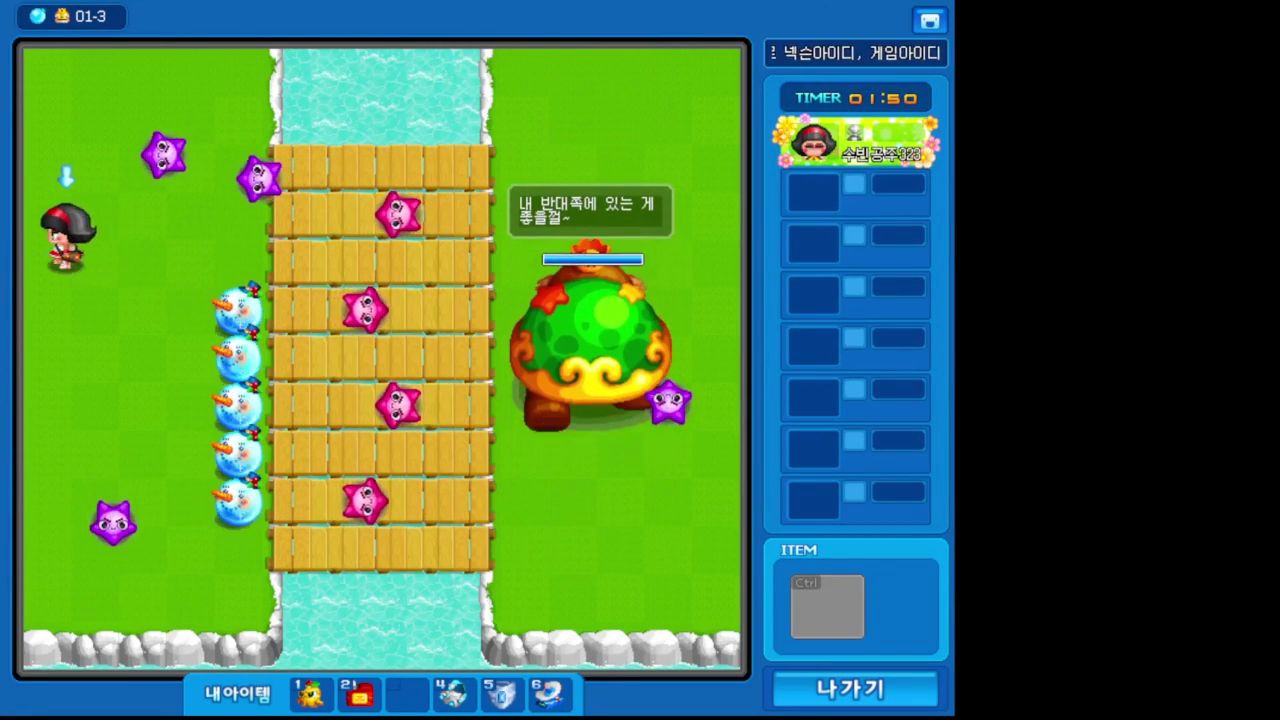 01-3
넥슨아이디, 게임아이디
TIMER 01:50
수빈공주323
내 반대쪽에 있는 게
좋을껄~
ITEM
Ctrl
내아이템
1
2
4
5
6
나가기